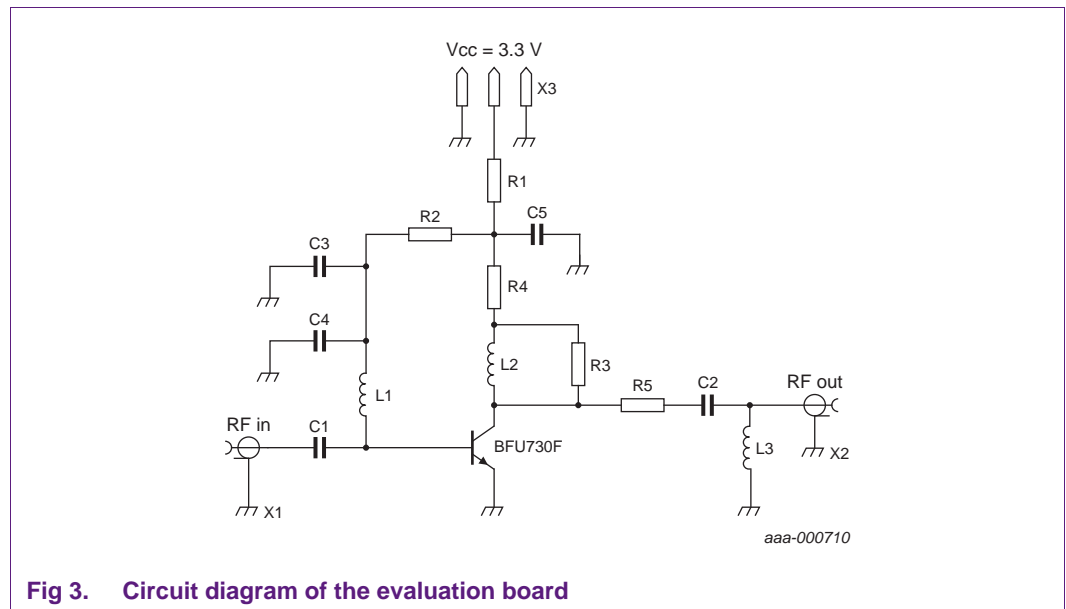 Vcc = 3.3 V
X3
R1
R2
C5
C3
R4
C4
L2
R3
L1
R5
C2
RF out
RF in
C1
BFU730F
L3
X2
X1
aaa-000710
Fig 3. Circuit diagram of the evaluation board